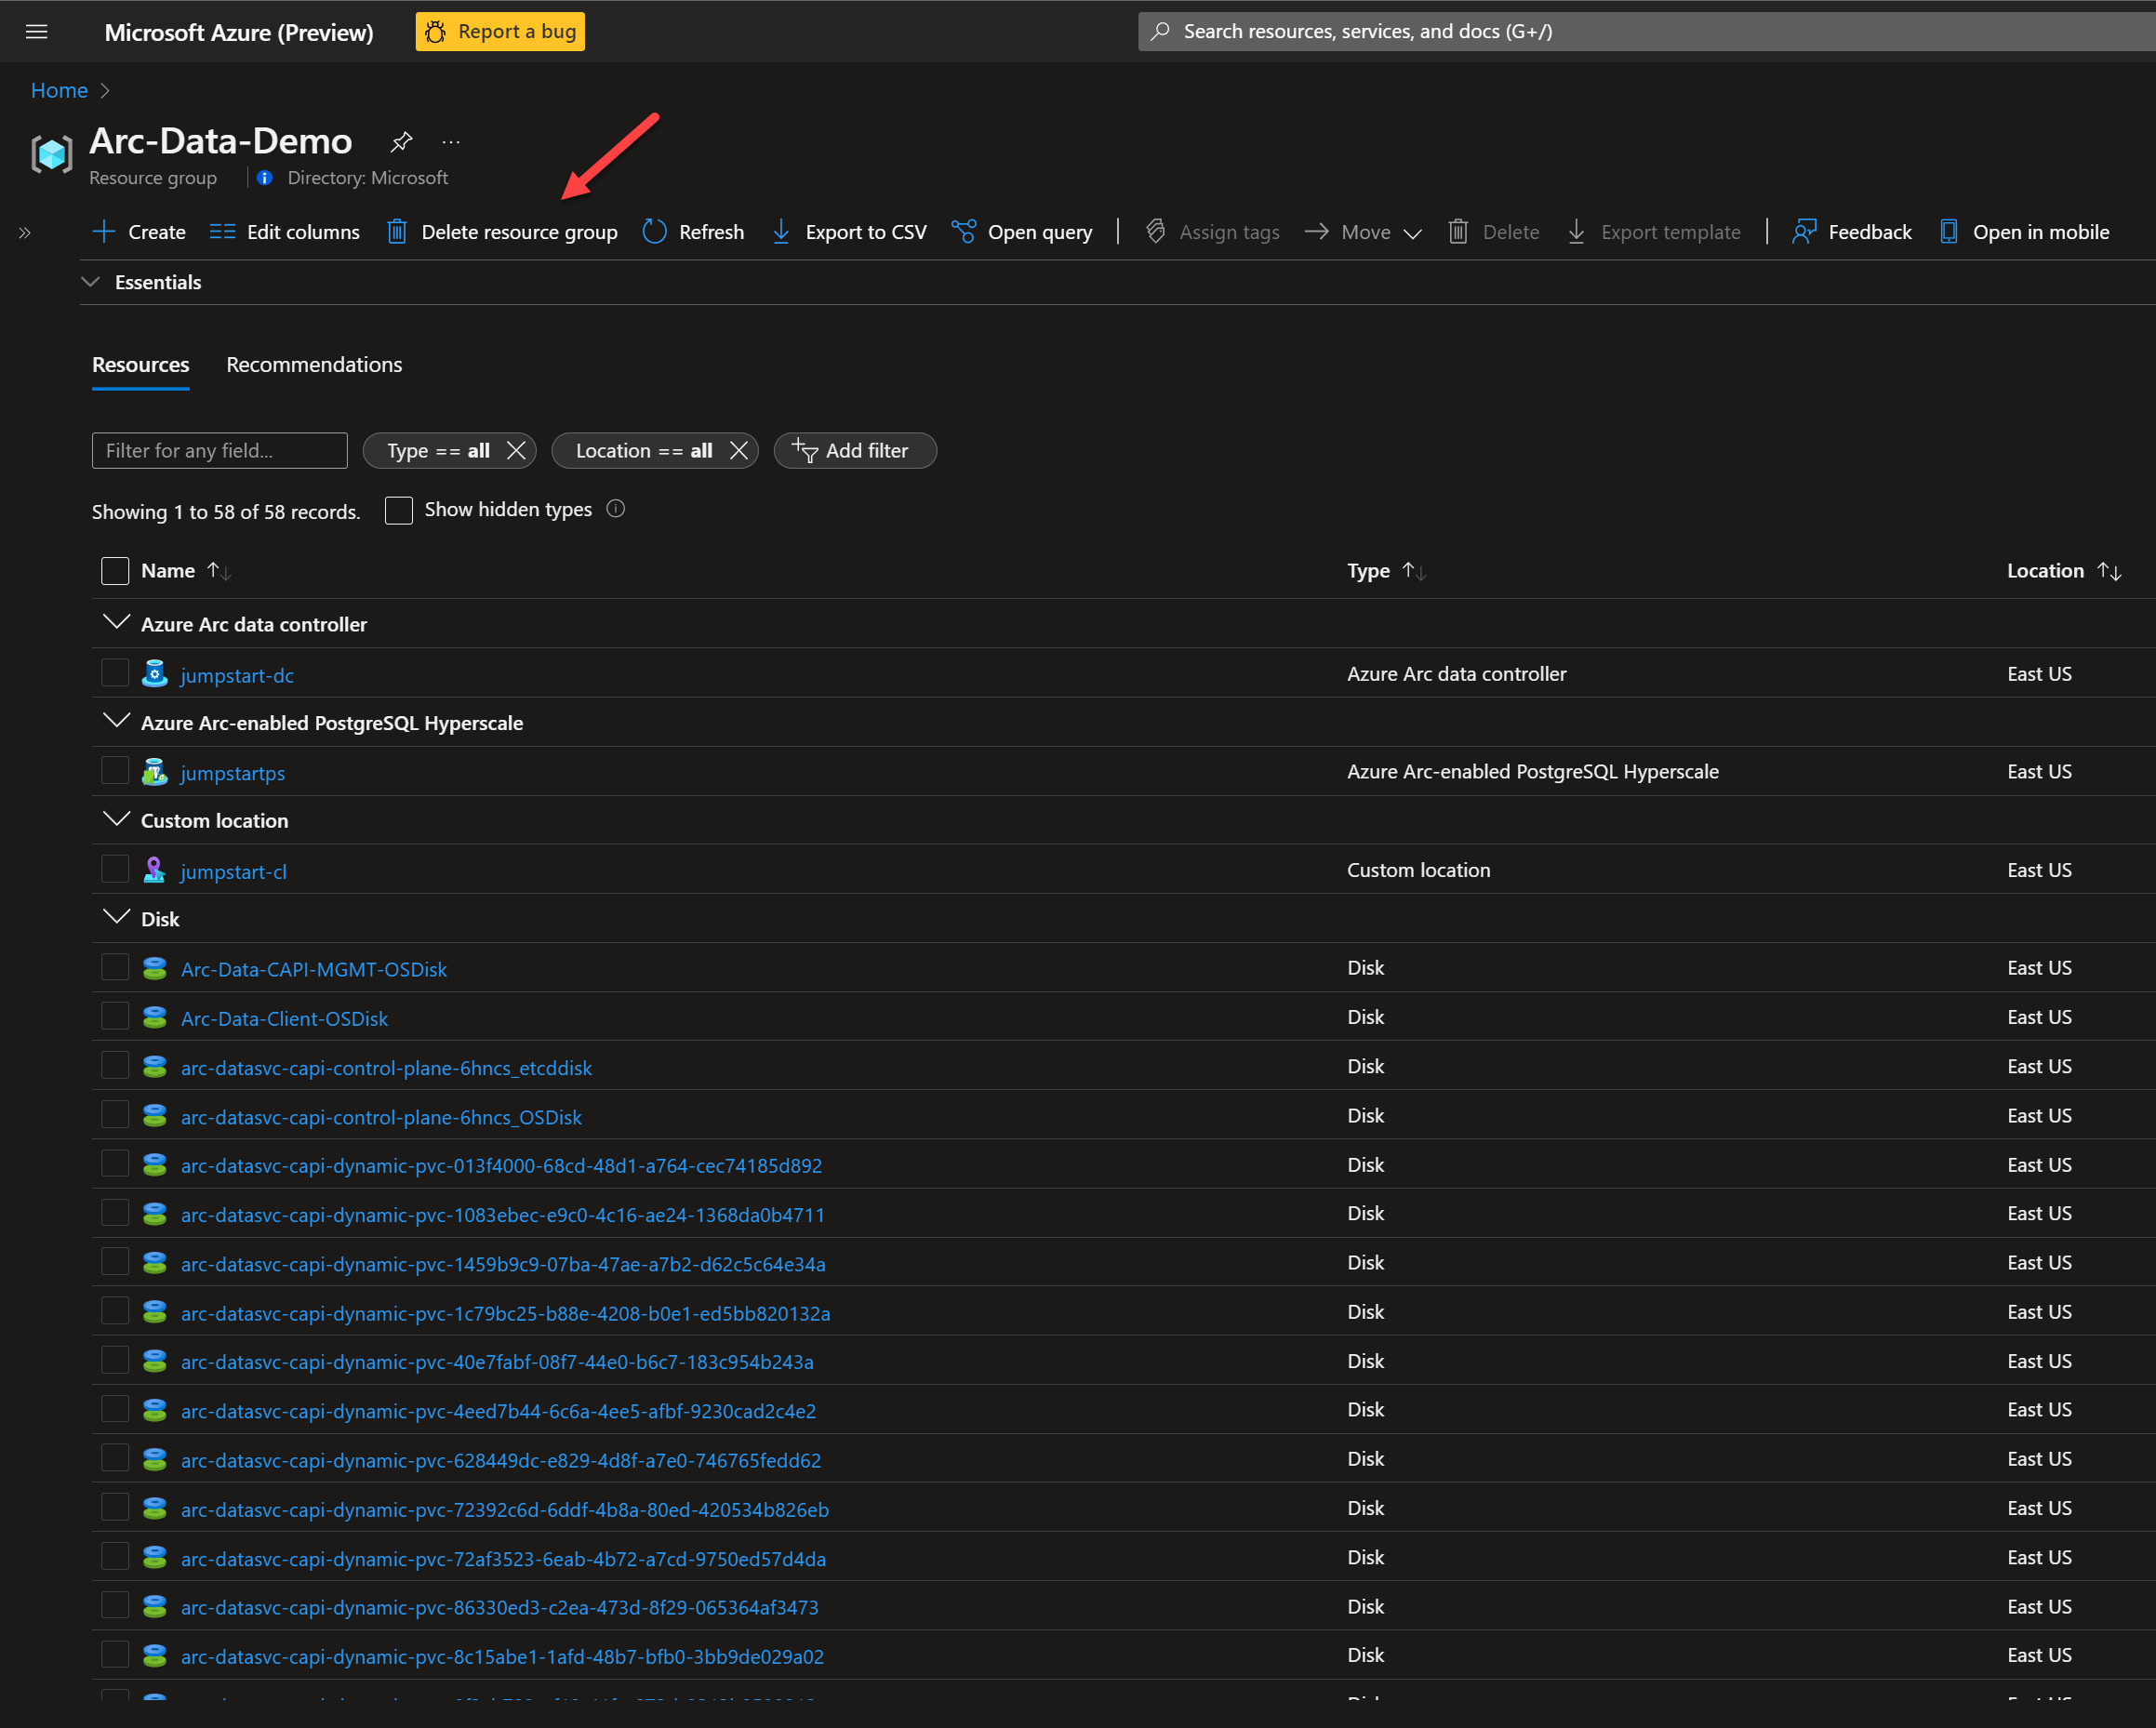 Microsoft Azure (Preview) Report a bug Search resources, services, and docs (G+/)
Home
Arc-Data-Demo
Resource group Directory: Microsoft
Create Edit columns Delete resource group Refresh Export to CSV Open query Assign tags Move Delete Export template Feedback Open in mobile
Essentials
Resources Recommendations
Filter for any field... Type == all Location == all Add filter
Showing 1 to 58 of 58 records. Show hidden types
Name Type Location
Azure Arc data controller
jumpstart-dc Azure Arc data controller East US
Azure Arc-enabled PostgreSQL Hyperscale
jumpstartps Azure Arc-enabled PostgreSQL Hyperscale East US
Custom location
jumpstart-cl Custom location East US
Disk
Arc-Data-CAPI-MGMT-OSDisk Disk East US
Arc-Data-Client-OSDisk Disk East US
arc-datasvc-capi-control-plane-6hncs_etcddisk Disk East US
arc-datasvc-capi-control-plane-6hncs_OSDisk Disk East US
arc-datasvc-capi-dynamic-pvc-013f4000-68cd-48d1-a764-cec74185d892 Disk East US
arc-datasvc-capi-dynamic-pvc-1083ebec-e9c0-4c16-ae24-1368da0b4711 Disk East US
arc-datasvc-capi-dynamic-pvc-1459b9c9-07ba-47ae-a7b2-d62c5c64e34a Disk East US
arc-datasvc-capi-dynamic-pvc-1c79bc25-b88e-4208-b0e1-ed5bb820132a Disk East US
arc-datasvc-capi-dynamic-pvc-40e7fabf-08f7-44e0-b6c7-183c954b243a Disk East US
arc-datasvc-capi-dynamic-pvc-4eed7b44-6c6a-4ee5-afbf-9230cad2c4e2 Disk East US
arc-datasvc-capi-dynamic-pvc-628449dc-e829-4d8f-a7e0-746765fedd62 Disk East US
arc-datasvc-capi-dynamic-pvc-72392c6d-6ddf-4b8a-80ed-420534b826eb Disk East US
arc-datasvc-capi-dynamic-pvc-72af3523-6eab-4b72-a7cd-9750ed57d4da Disk East US
arc-datasvc-capi-dynamic-pvc-86330ed3-c2ea-473d-8f29-065364af3473 Disk East US
arc-datasvc-capi-dynamic-pvc-8c15abe1-1afd-48b7-bfb0-3bb9de029a02 Disk East US